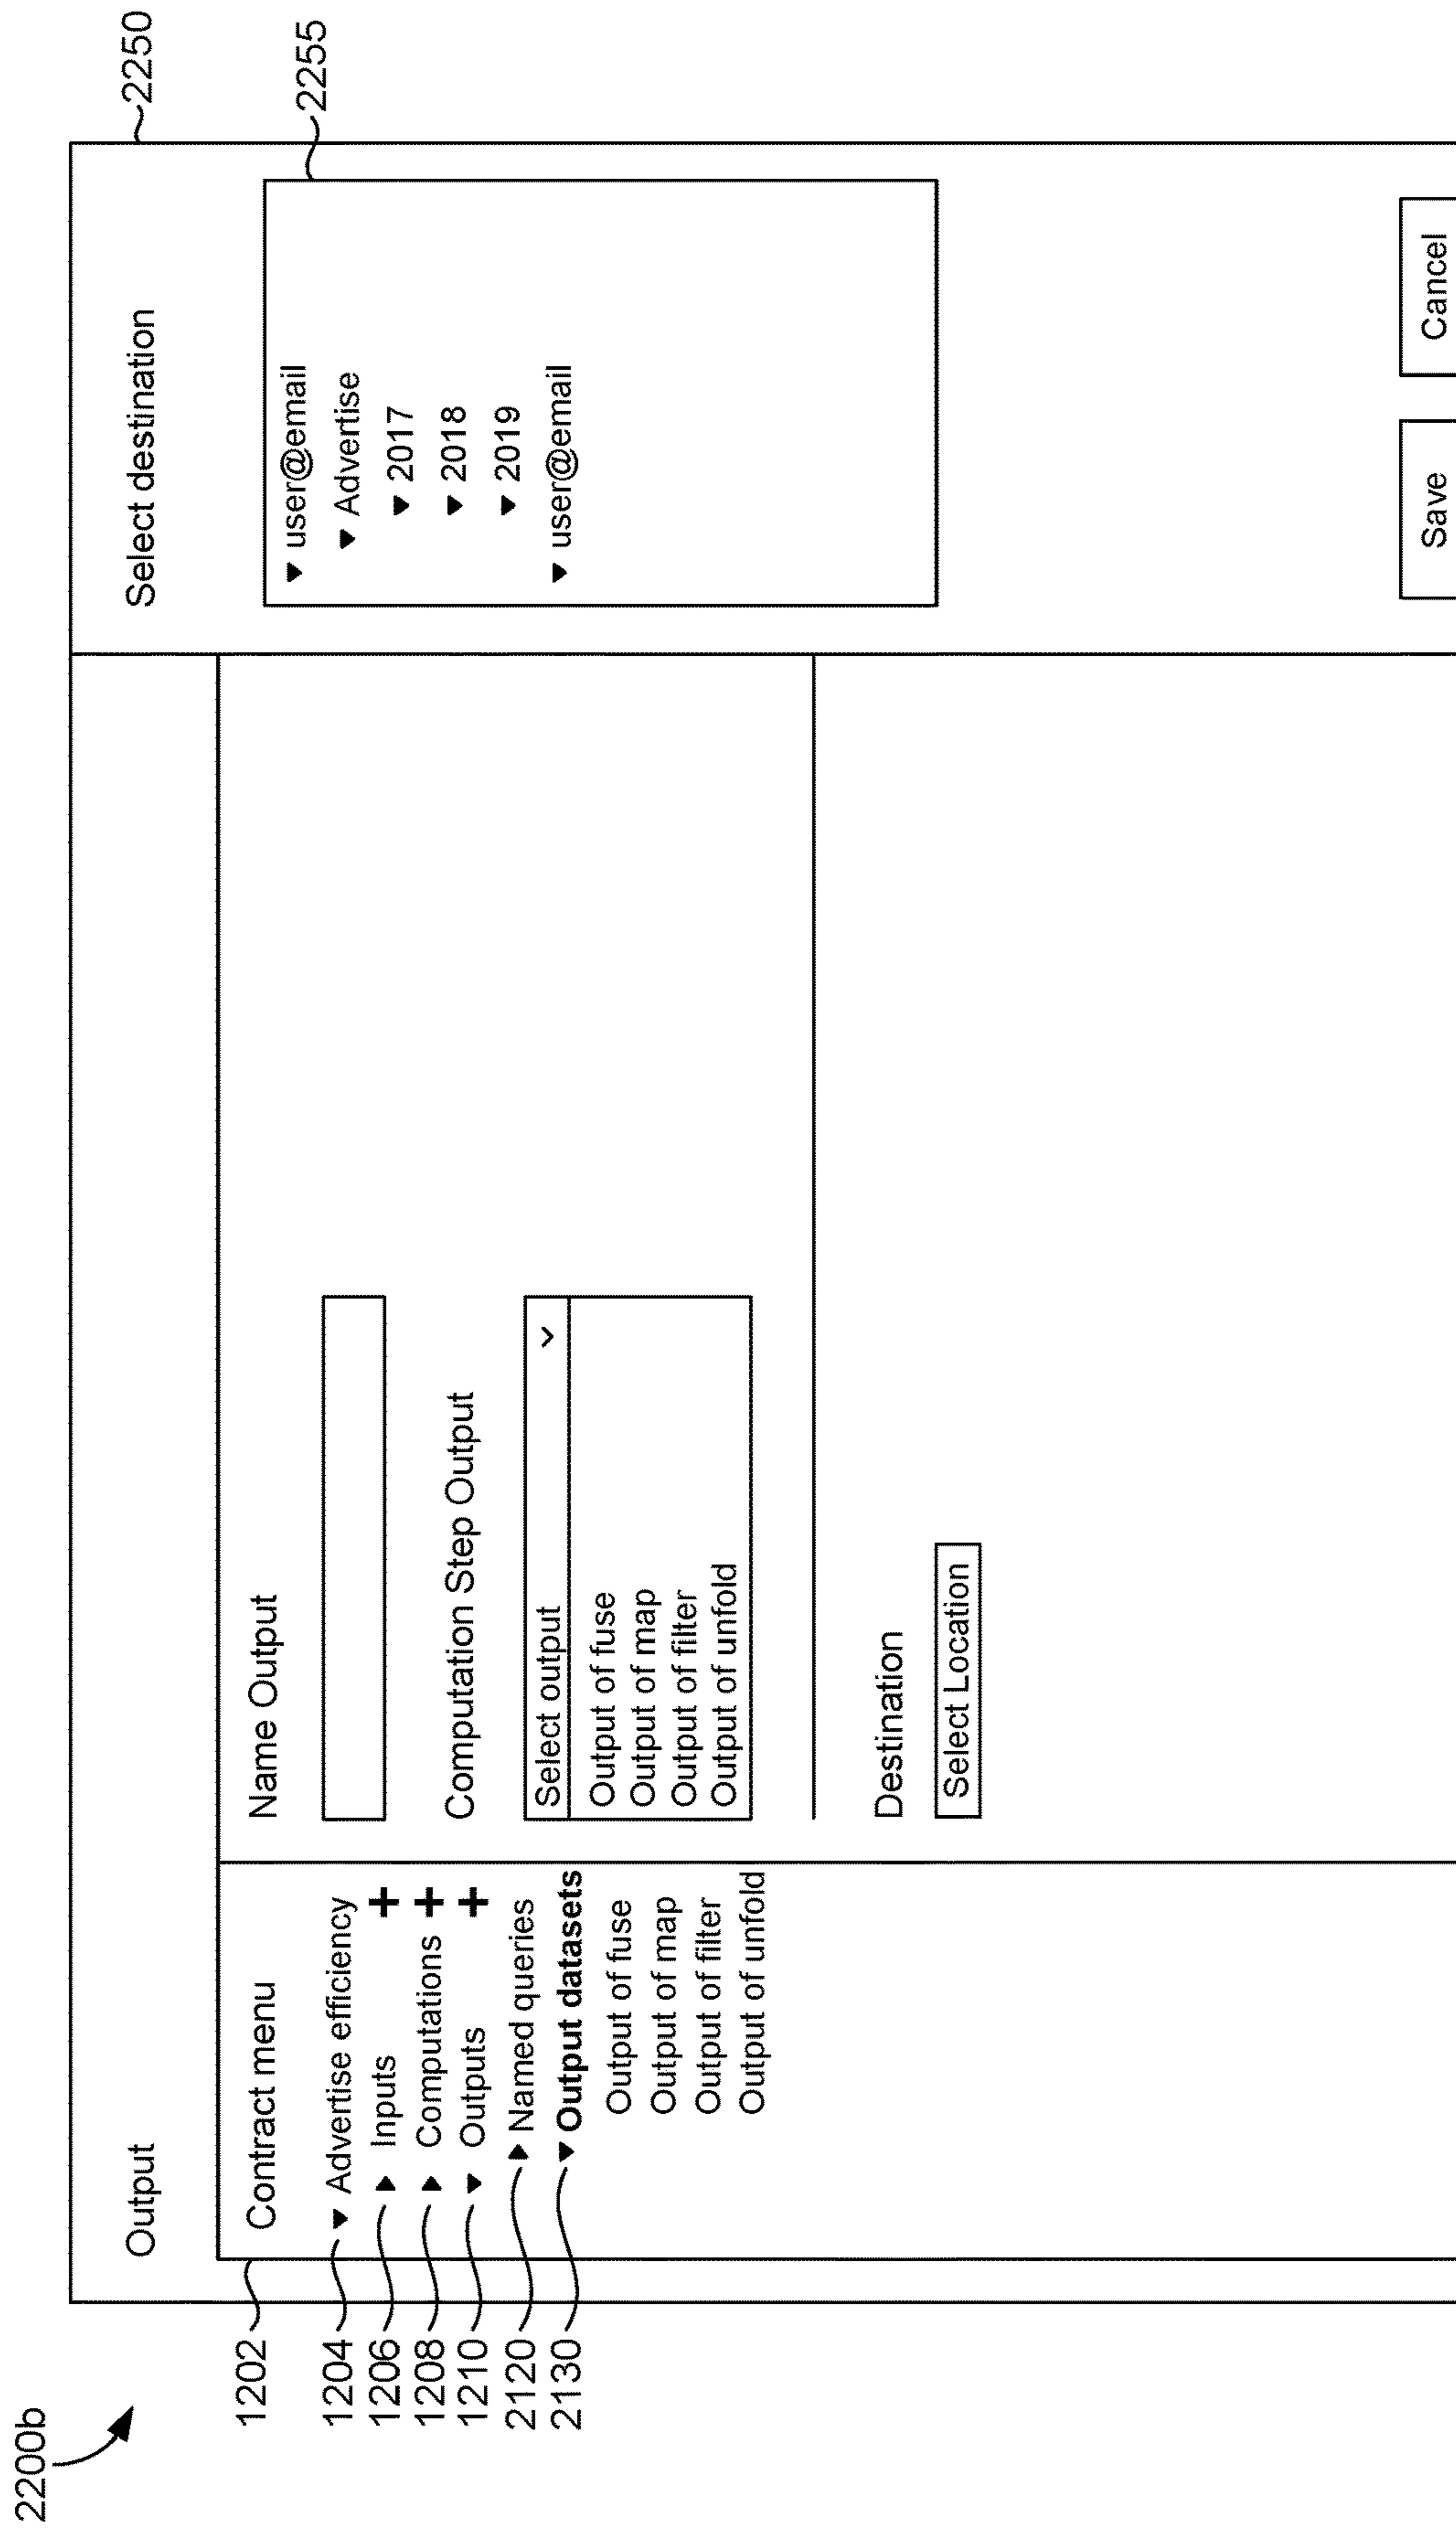 2200b
Output
Select destination
2250
1202
Contract menu
1204
Advertise efficiency
1206
Inputs +
1208
Computations +
1210
Outputs +
2120
Named queries
2130
Output datasets
Output of fuse
Output of map
Output of filter
Output of unfold
Name Output
Computation Step Output
Select output
Output of fuse
Output of map
Output of filter
Output of unfold
Destination
Select Location
2255
user@email
Advertise
2017
2018
2019
user@email
Save
Cancel